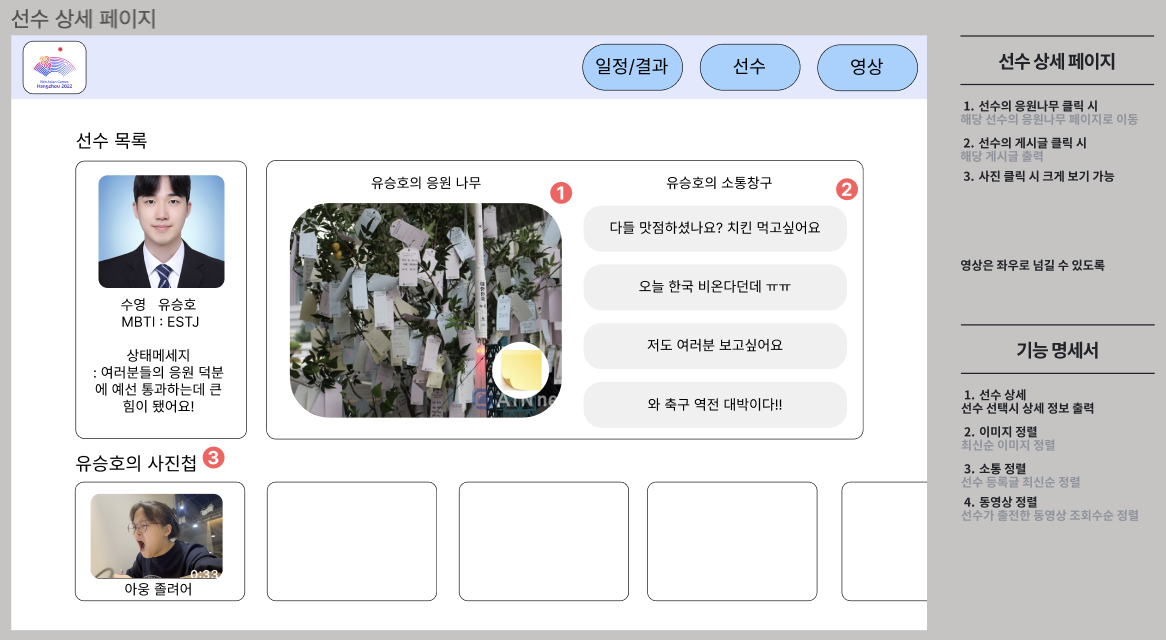 선수 상세 페이지
19th Asian Games
Hangzhou 2022
일정/결과
선수
영상
선수 목록
수영 유승호
MBTI : ESTJ
상태메세지
: 여러분들의 응원 덕분
에 예선 통과하는데 큰
힘이 됐어요!
유승호의 응원 나무
1
유승호의 소통창구
2
다들 맛점하셨나요? 치킨 먹고싶어요
오늘 한국 비온다던데 ㅠㅠ
저도 여러분 보고싶어요
와 축구 역전 대박이다!!
유승호의 사진첩
3
0:33
아웅 졸려어
선수 상세 페이지
1. 선수의 응원나무 클릭 시
해당 선수의 응원나무 페이지로 이동
2. 선수의 게시글 클릭 시
해당 게시글 출력
3. 사진 클릭 시 크게 보기 가능
영상은 좌우로 넘길 수 있도록
기능 명세서
1. 선수 상세
선수 선택시 상세 정보 출력
2. 이미지 정렬
최신순 이미지 정렬
3. 소통 정렬
선수 등록글 최신순 정렬
4. 동영상 정렬
선수가 출전한 동영상 조회수순 정렬